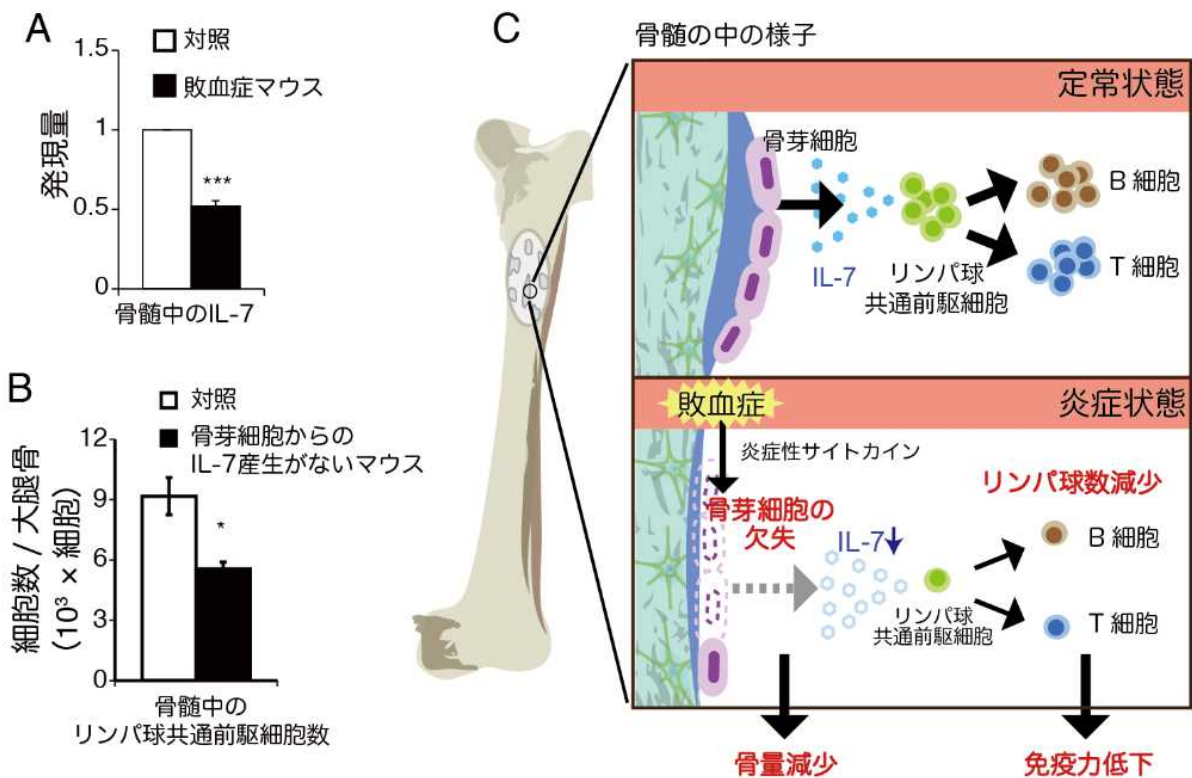 A
対照
敗血症マウス
発現量
1.5
1
0.5
0
***
骨髄中のIL-7
B
対照
骨芽細胞からの
IL-7産生がないマウス
細胞数 / 大腿骨
(10³ × 細胞)
12
9
6
3
0
*
骨髄中の
リンパ球共通前駆細胞数
C
骨髄の中の様子
定常状態
骨芽細胞
IL-7
リンパ球
共通前駆細胞
B 細胞
T 細胞
敗血症
炎症状態
炎症性サイトカイン
骨芽細胞の
欠失
IL-7
リンパ球
共通前駆細胞
リンパ球数減少
B 細胞
T 細胞
骨量減少
免疫力低下